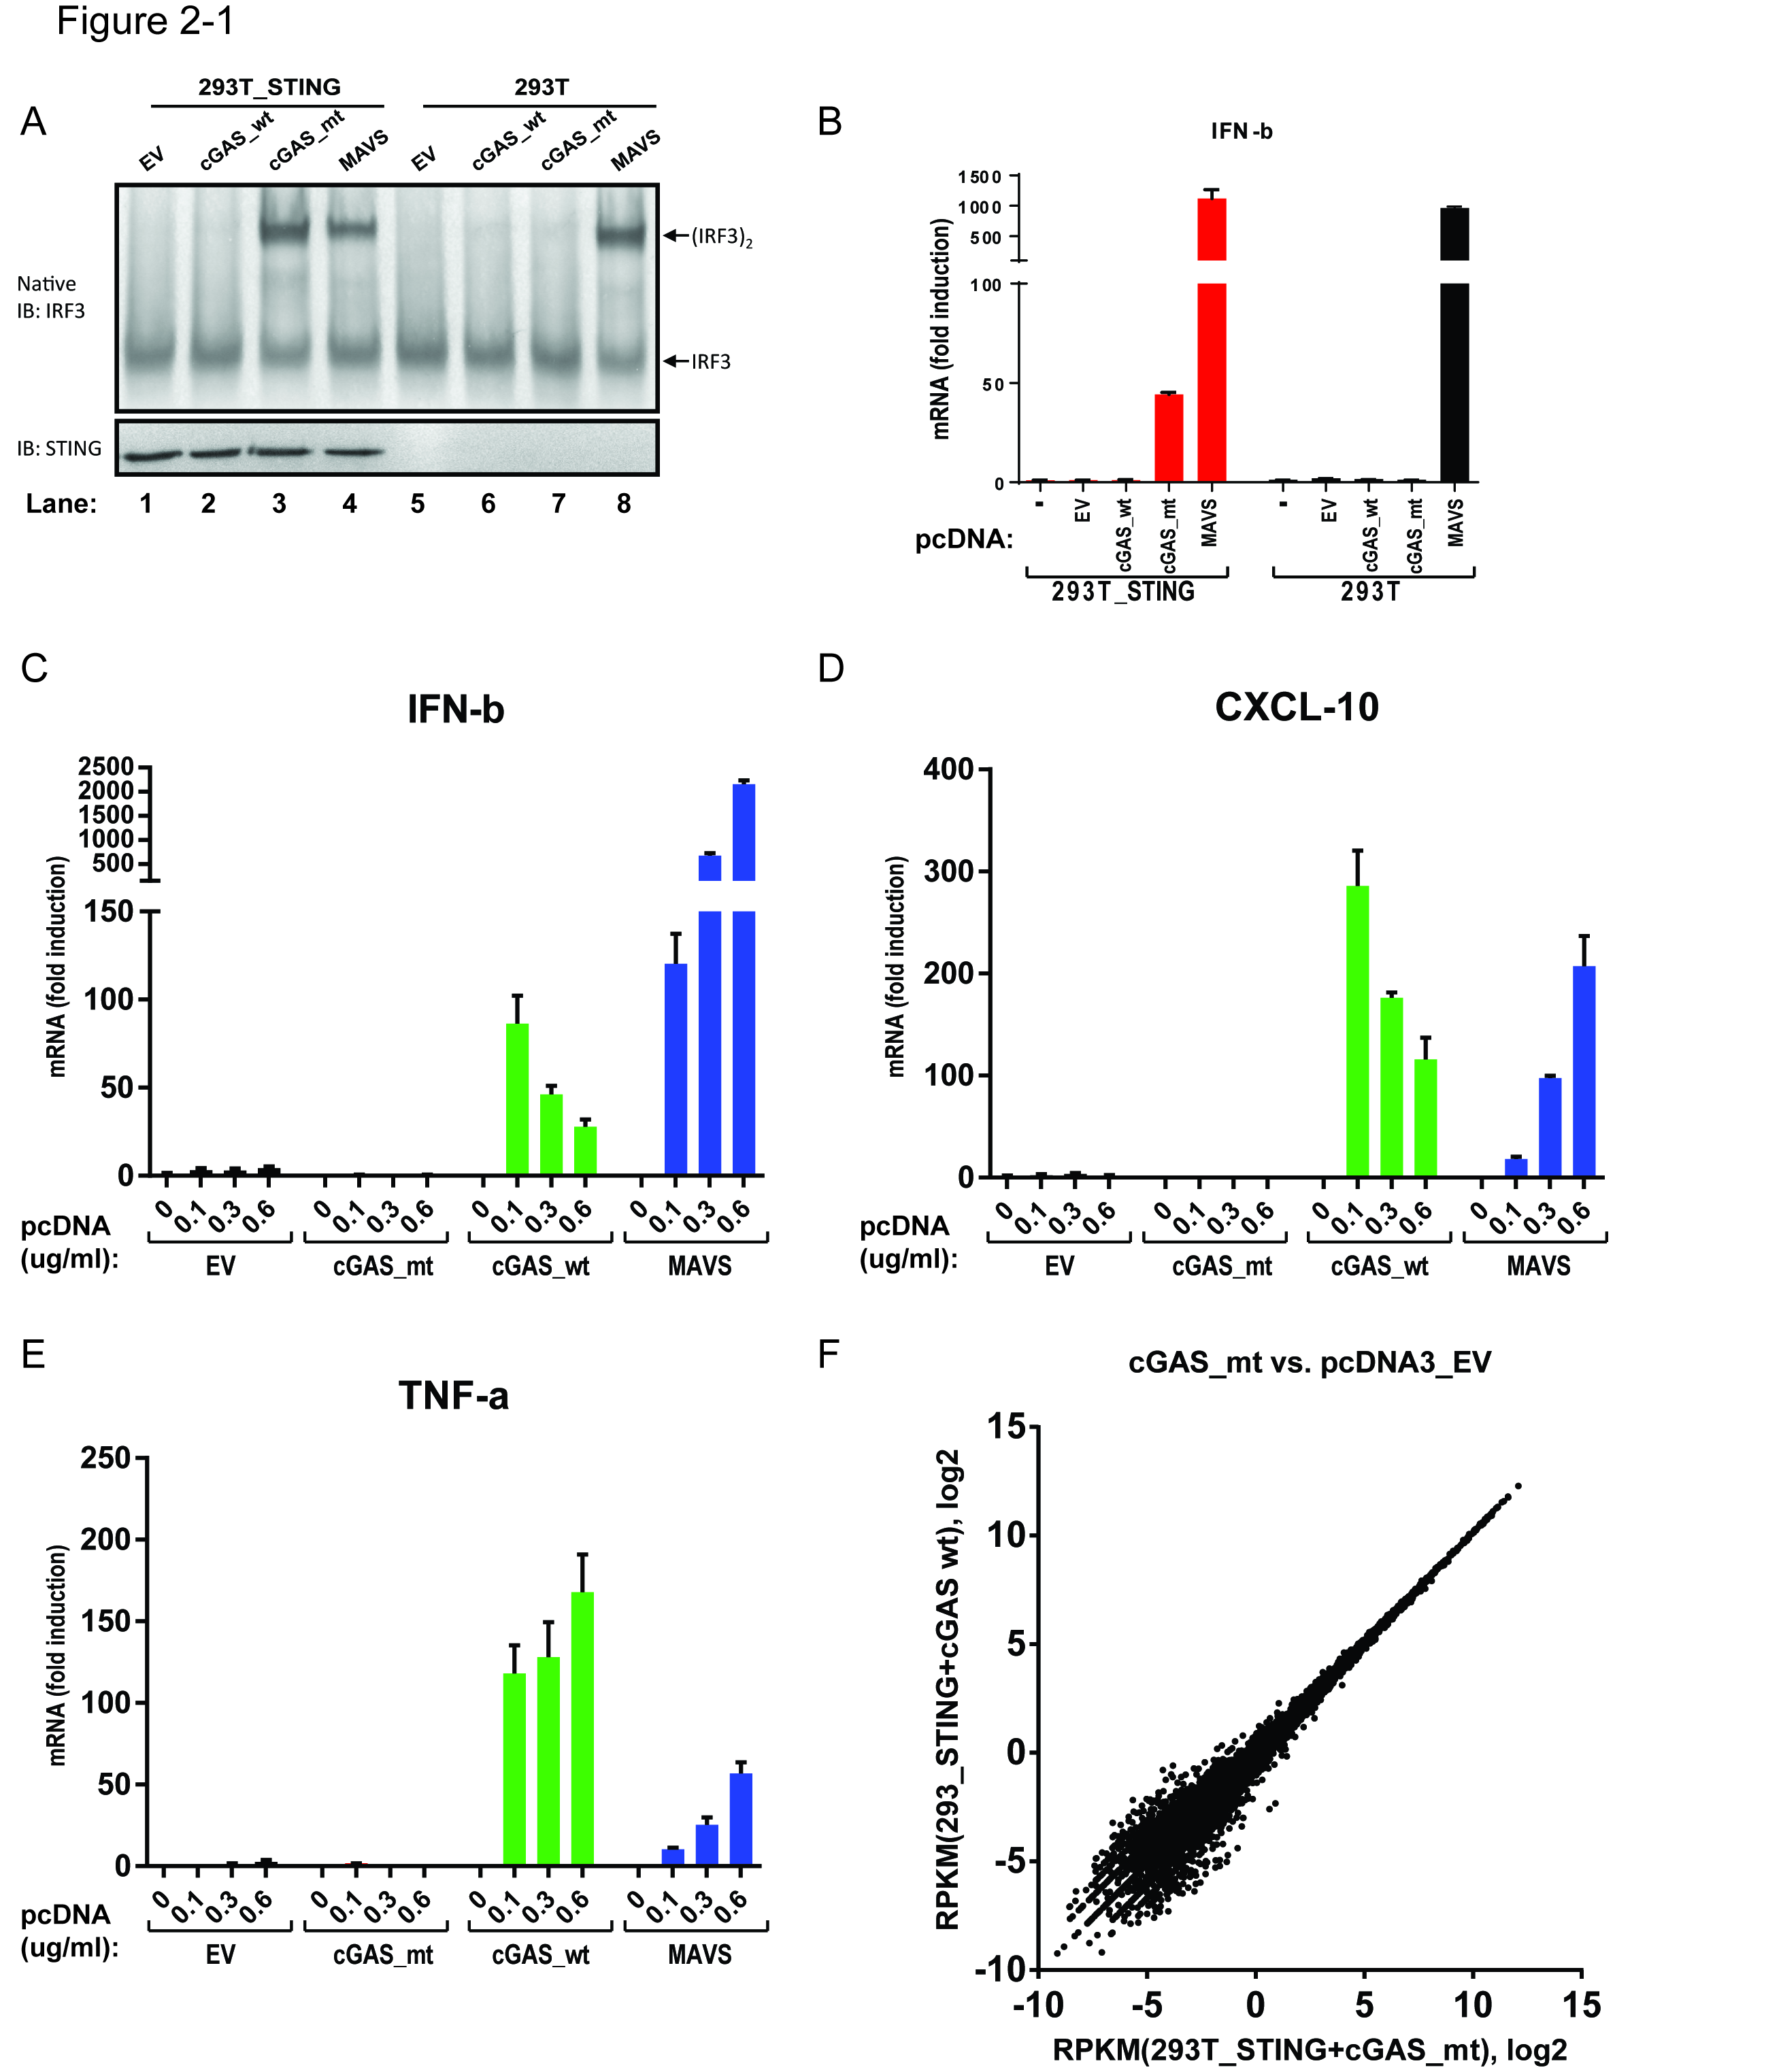 Figure 2-1
A
293T_STING
293T
EV
cGAS_wt
cGAS_mt
MAVS
EV
cGAS_wt
cGAS_mt
MAVS
Native
IB: IRF3
(IRF3)2
IRF3
IB: STING
Lane:
1
2
3
4
5
6
7
8
B
IFN-b
mRNA (fold induction)
1500
1000
500
100
50
0
-
EV
cGAS_wt
cGAS_mt
MAVS
-
EV
cGAS_wt
cGAS_mt
MAVS
pcDNA:
293T_STING
293T
C
IFN-b
mRNA (fold induction)
2500
2000
1500
1000
500
150
100
50
0
0
0.1
0.3
0.6
0
0.1
0.3
0.6
0
0.1
0.3
0.6
0
0.1
0.3
0.6
pcDNA
(ug/ml):
EV
cGAS_mt
cGAS_wt
MAVS
D
CXCL-10
mRNA (fold induction)
400
300
200
100
0
0
0.1
0.3
0.6
0
0.1
0.3
0.6
0
0.1
0.3
0.6
0
0.1
0.3
0.6
pcDNA
(ug/ml):
EV
cGAS_mt
cGAS_wt
MAVS
E
TNF-a
mRNA (fold induction)
250
200
150
100
50
0
0
0.1
0.3
0.6
0
0.1
0.3
0.6
0
0.1
0.3
0.6
0
0.1
0.3
0.6
pcDNA
(ug/ml):
EV
cGAS_mt
cGAS_wt
MAVS
F
cGAS_mt vs. pcDNA3_EV
RPKM(293_STING+cGAS wt), log2
15
10
5
0
-5
-10
-10
-5
0
5
10
15
RPKM(293T_STING+cGAS_mt), log2